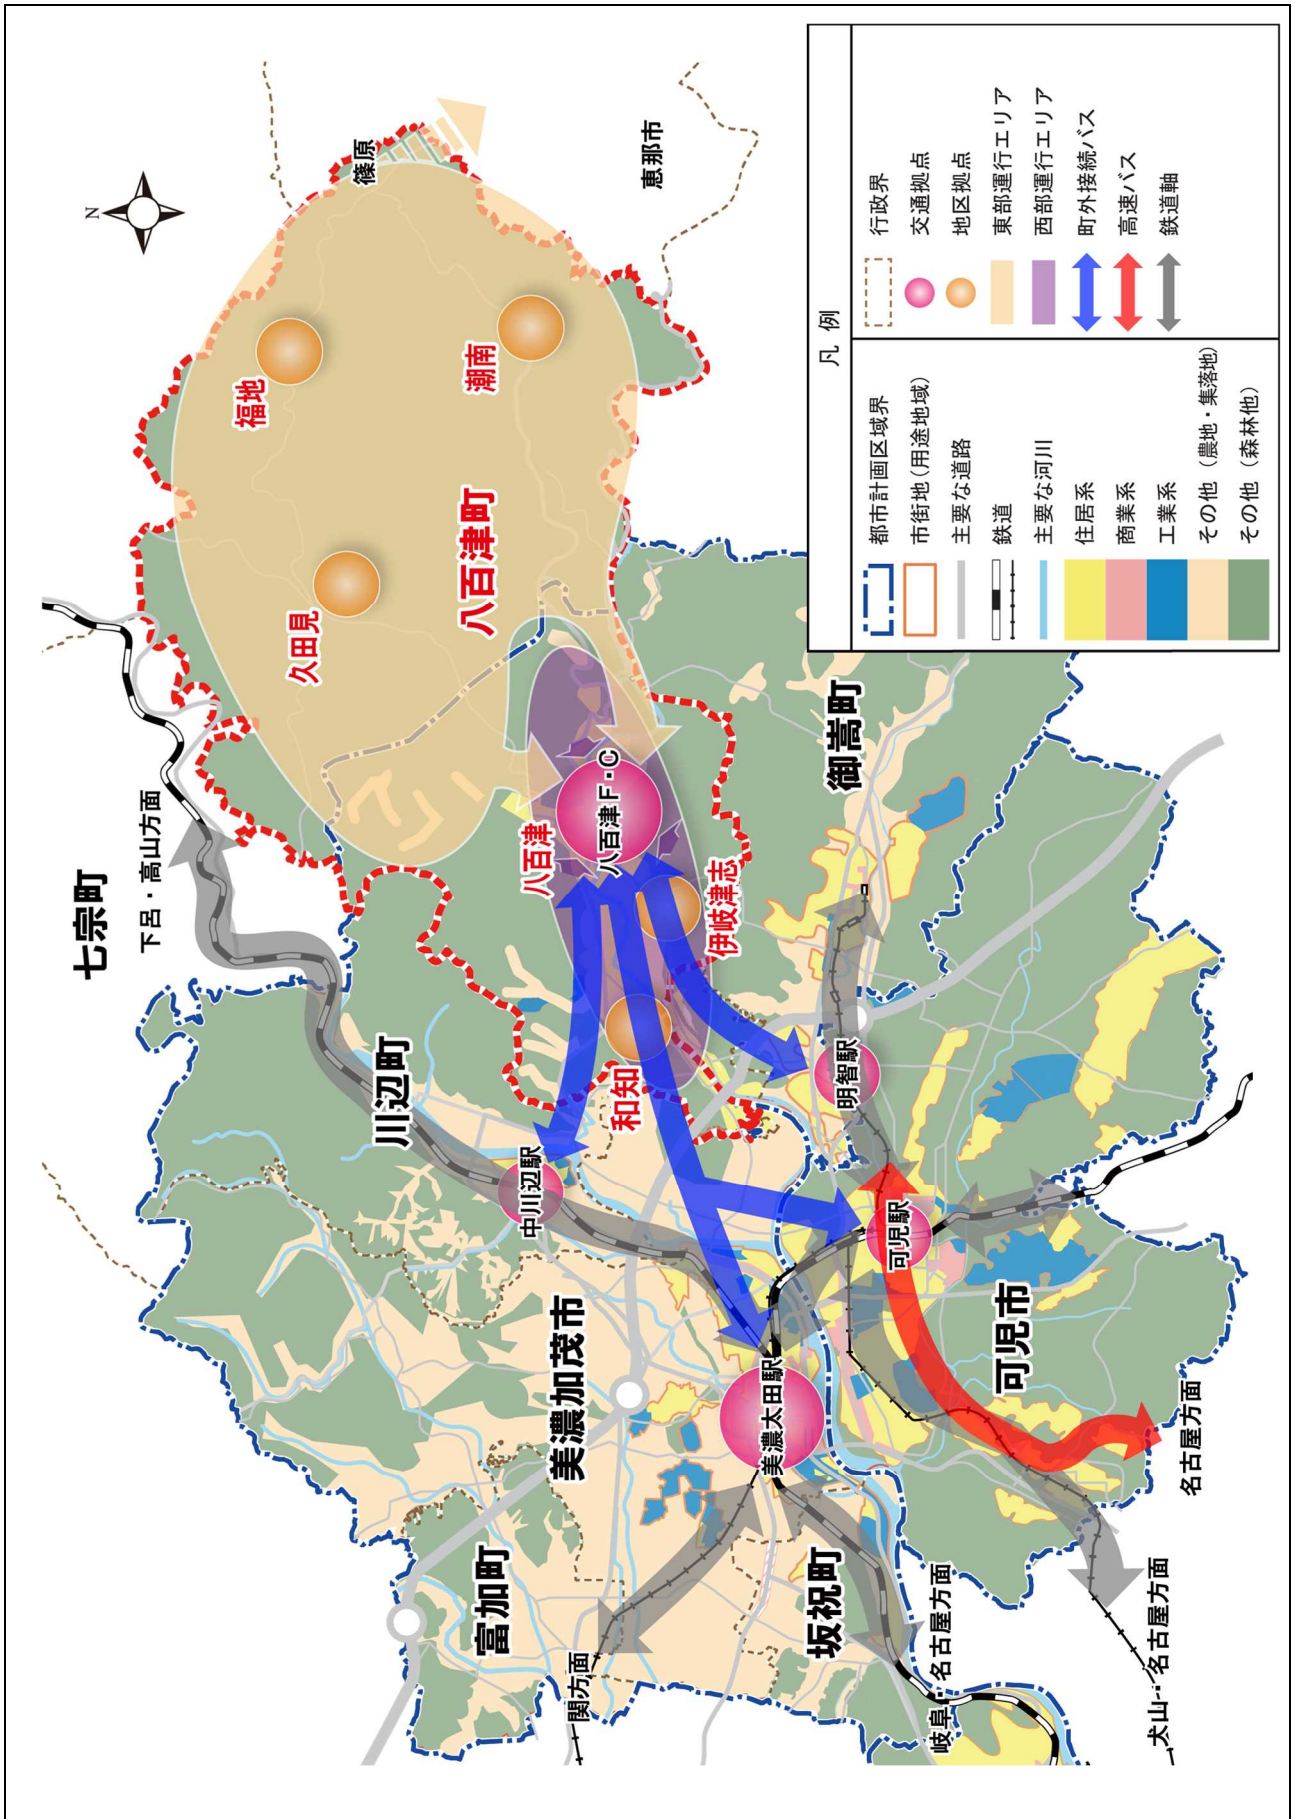 N
七宗町
下呂・高山方面
川辺町
中川辺駅
富加町
美濃加茂市
関方面
坂祝町
美濃太田駅
岐阜・名古屋方面
犬山・名古屋方面
名古屋方面
可児市
可児駅
明智駅
御嵩町
和知
伊岐津志
八百津
八百津F・C
八百津町
久田見
福地
潮南
篠原
恵那市
凡例
都市計画区域界
市街地(用途地域)
主要な道路
鉄道
主要な河川
住居系
商業系
工業系
その他(農地・集落地)
その他(森林他)
行政界
交通拠点
地区拠点
東部運行エリア
西部運行エリア
町外接続バス
高速バス
鉄道軸